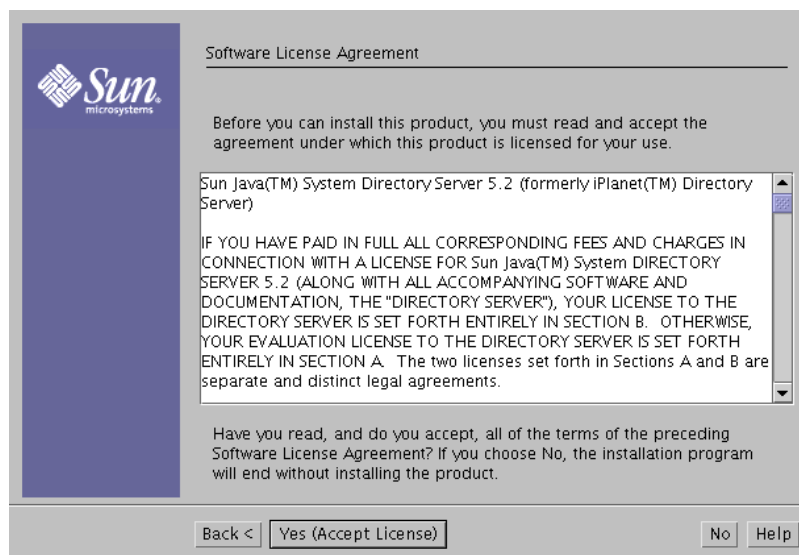 Sun
microsystems
Software License Agreement
Before you can install this product, you must read and accept the
agreement under which this product is licensed for your use.
Sun Java(TM) System Directory Server 5.2 (formerly iPlanet(TM) Directory
Server)
IF YOU HAVE PAID IN FULL ALL CORRESPONDING FEES AND CHARGES IN
CONNECTION WITH A LICENSE FOR Sun Java(TM) System DIRECTORY
SERVER 5.2 (ALONG WITH ALL ACCOMPANYING SOFTWARE AND
DOCUMENTATION, THE "DIRECTORY SERVER"), YOUR LICENSE TO THE
DIRECTORY SERVER IS SET FORTH ENTIRELY IN SECTION B.  OTHERWISE,
YOUR EVALUATION LICENSE TO THE DIRECTORY SERVER IS SET FORTH
ENTIRELY IN SECTION A.  The two licenses set forth in Sections A and B are
separate and distinct legal agreements.
Have you read, and do you accept, all of the terms of the preceding
Software License Agreement? If you choose No, the installation program
will end without installing the product.
Back < Yes (Accept License) No Help